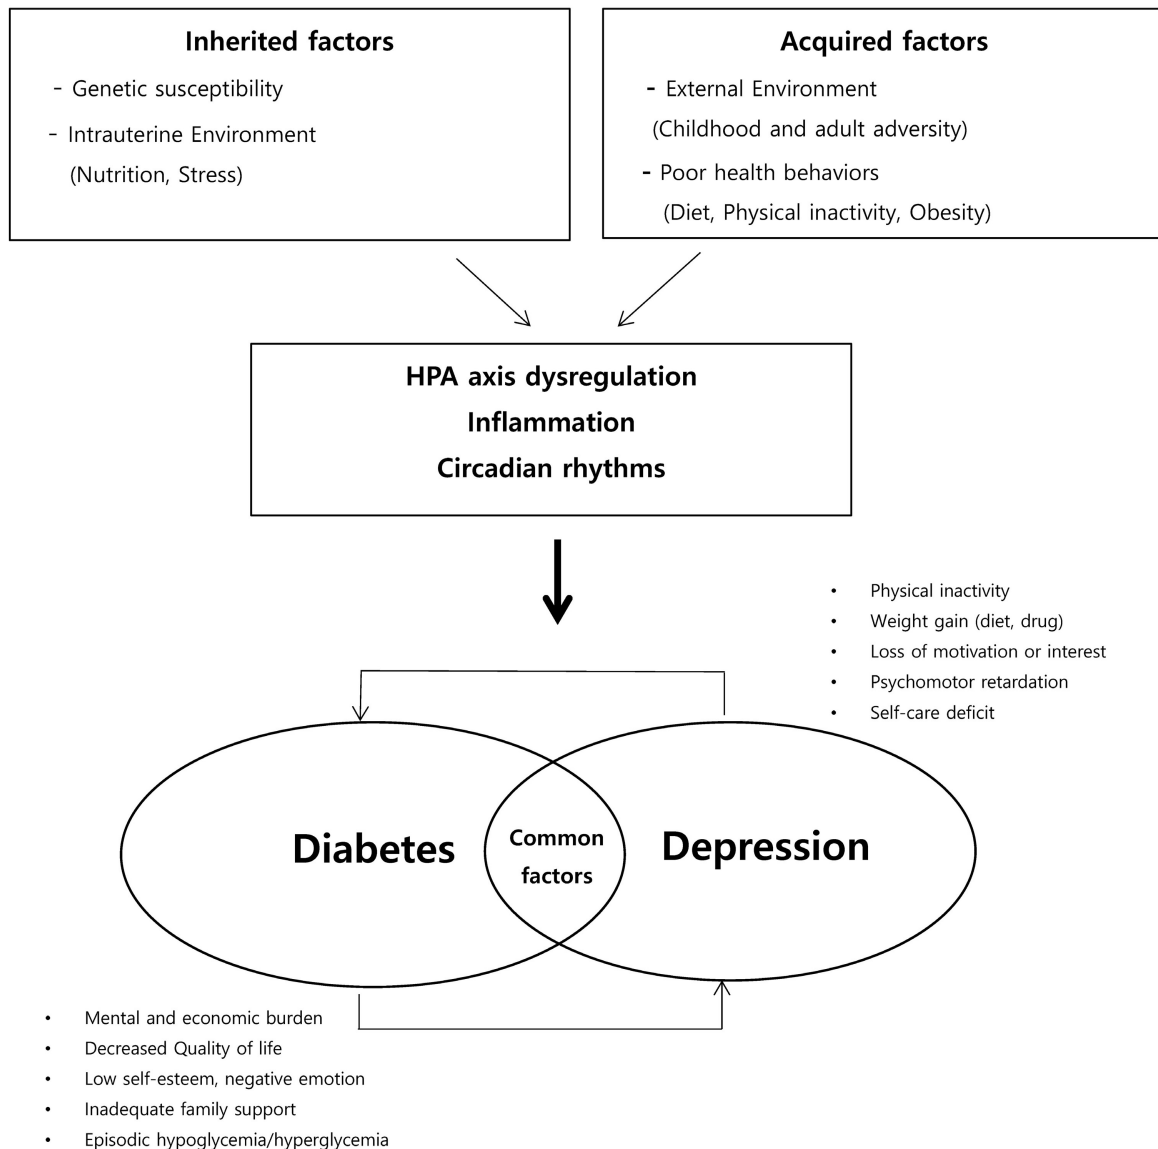 Inherited factors
- Genetic susceptibility
- Intrauterine Environment
(Nutrition, Stress)
Acquired factors
- External Environment
(Childhood and adult adversity)
- Poor health behaviors
(Diet, Physical inactivity, Obesity)
HPA axis dysregulation
Inflammation
Circadian rhythms
• Physical inactivity
• Weight gain (diet, drug)
• Loss of motivation or interest
• Psychomotor retardation
• Self-care deficit
Diabetes
Common
factors
Depression
• Mental and economic burden
• Decreased Quality of life
• Low self-esteem, negative emotion
• Inadequate family support
• Episodic hypoglycemia/hyperglycemia